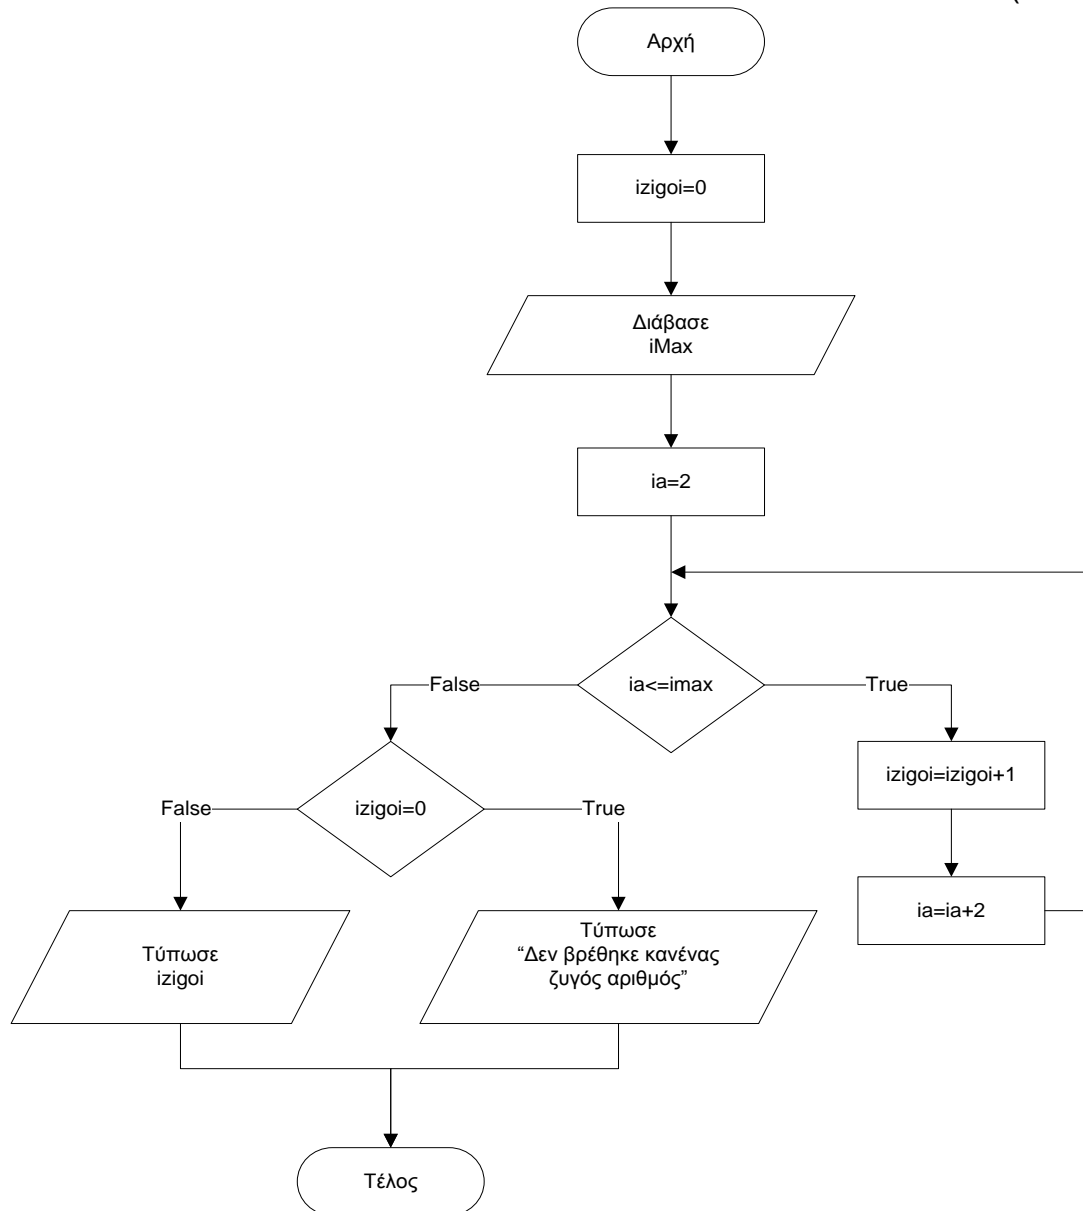 (
Αρχή
izigoi=0
Διάβασε
iMax
ia=2
ia<=imax
False
True
izigoi=izigoi+1
ia=ia+2
izigoi=0
False
True
Τύπωσε
izigoi
Τύπωσε
“Δεν βρέθηκε κανένας
ζυγός αριθμός”
Τέλος